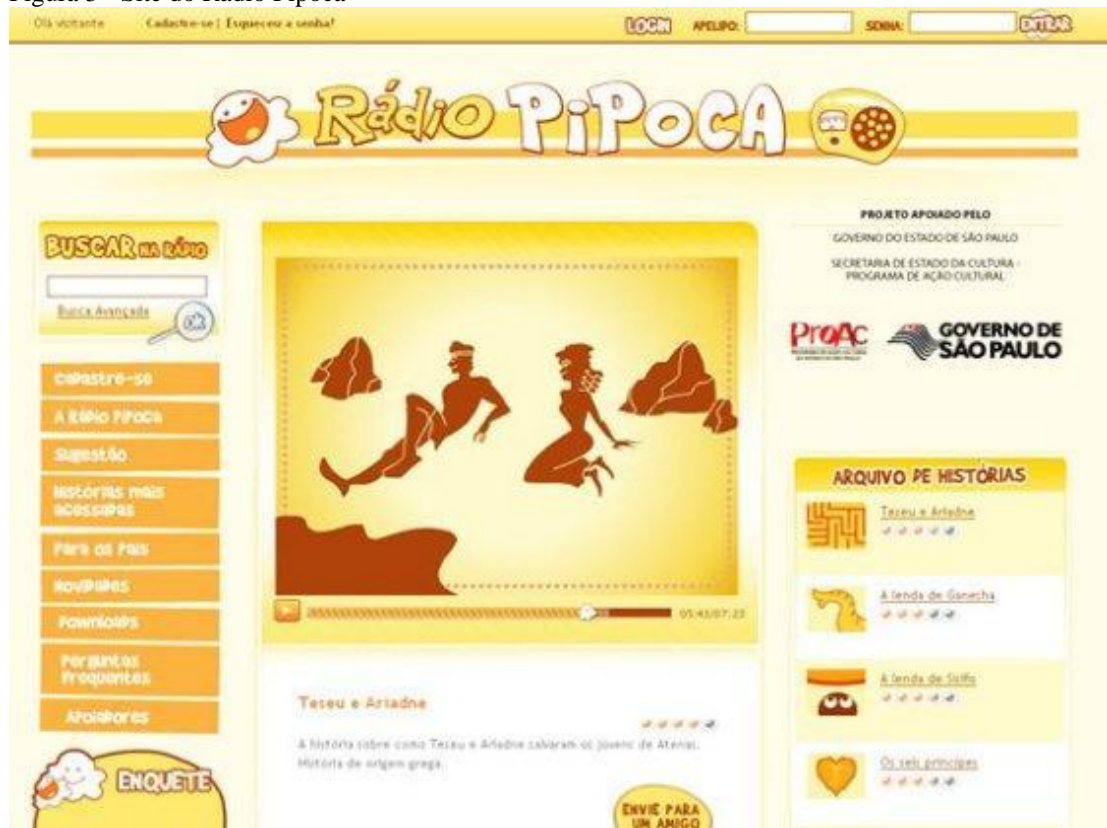 Figura 3 - Site do Rádio Pipoca
Olá visitante
Cadastre-se | Esqueceu a senha?
LOGIN
APELIDO:
SENHA:
ENTRAR
Rádio PiPOCA
BUSCAR NA RÁDIO
Busca Avançada
Cadastre-se
A Rádio Pipoca
Sugestão
Histórias mais
acessadas
Para os Pais
Novidades
Downloads
Perguntas
Frequentes
Apoiadores
ENQUETE
05:43/07:23
Teseu e Ariadne
A história sobre como Teseu e Ariadne salvaram os jovens de Atenas.
História de origem grega.
ENVIE PARA
UM AMIGO
PROJETO APOIADO PELO
GOVERNO DO ESTADO DE SÃO PAULO
SECRETARIA DE ESTADO DA CULTURA -
PROGRAMA DE AÇÃO CULTURAL
ProAc
GOVERNO DE
SÃO PAULO
ARQUIVO DE HISTÓRIAS
Teseu e Ariadne
A lenda de Ganesha
A lenda de
Os seis príncipes